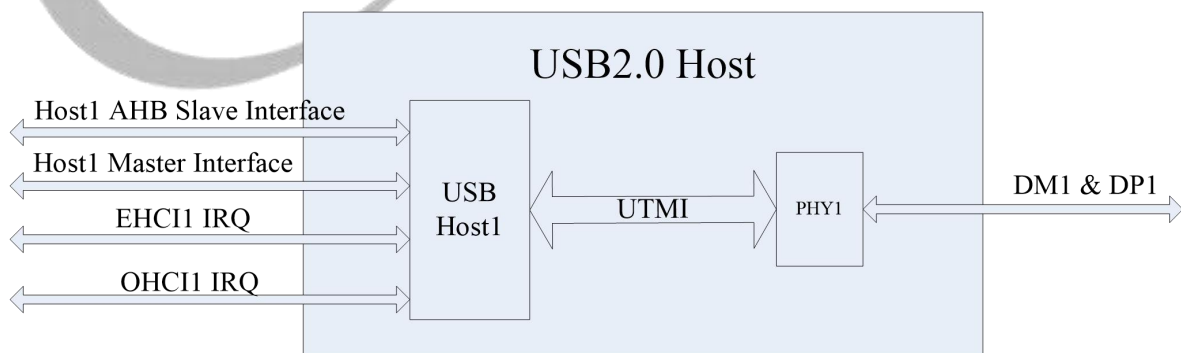 USB2.0 Host
Host1 AHB Slave Interface
Host1 Master Interface
EHCI1 IRQ
OHCI1 IRQ
USB
Host1
UTMI
PHY1
DM1 & DP1